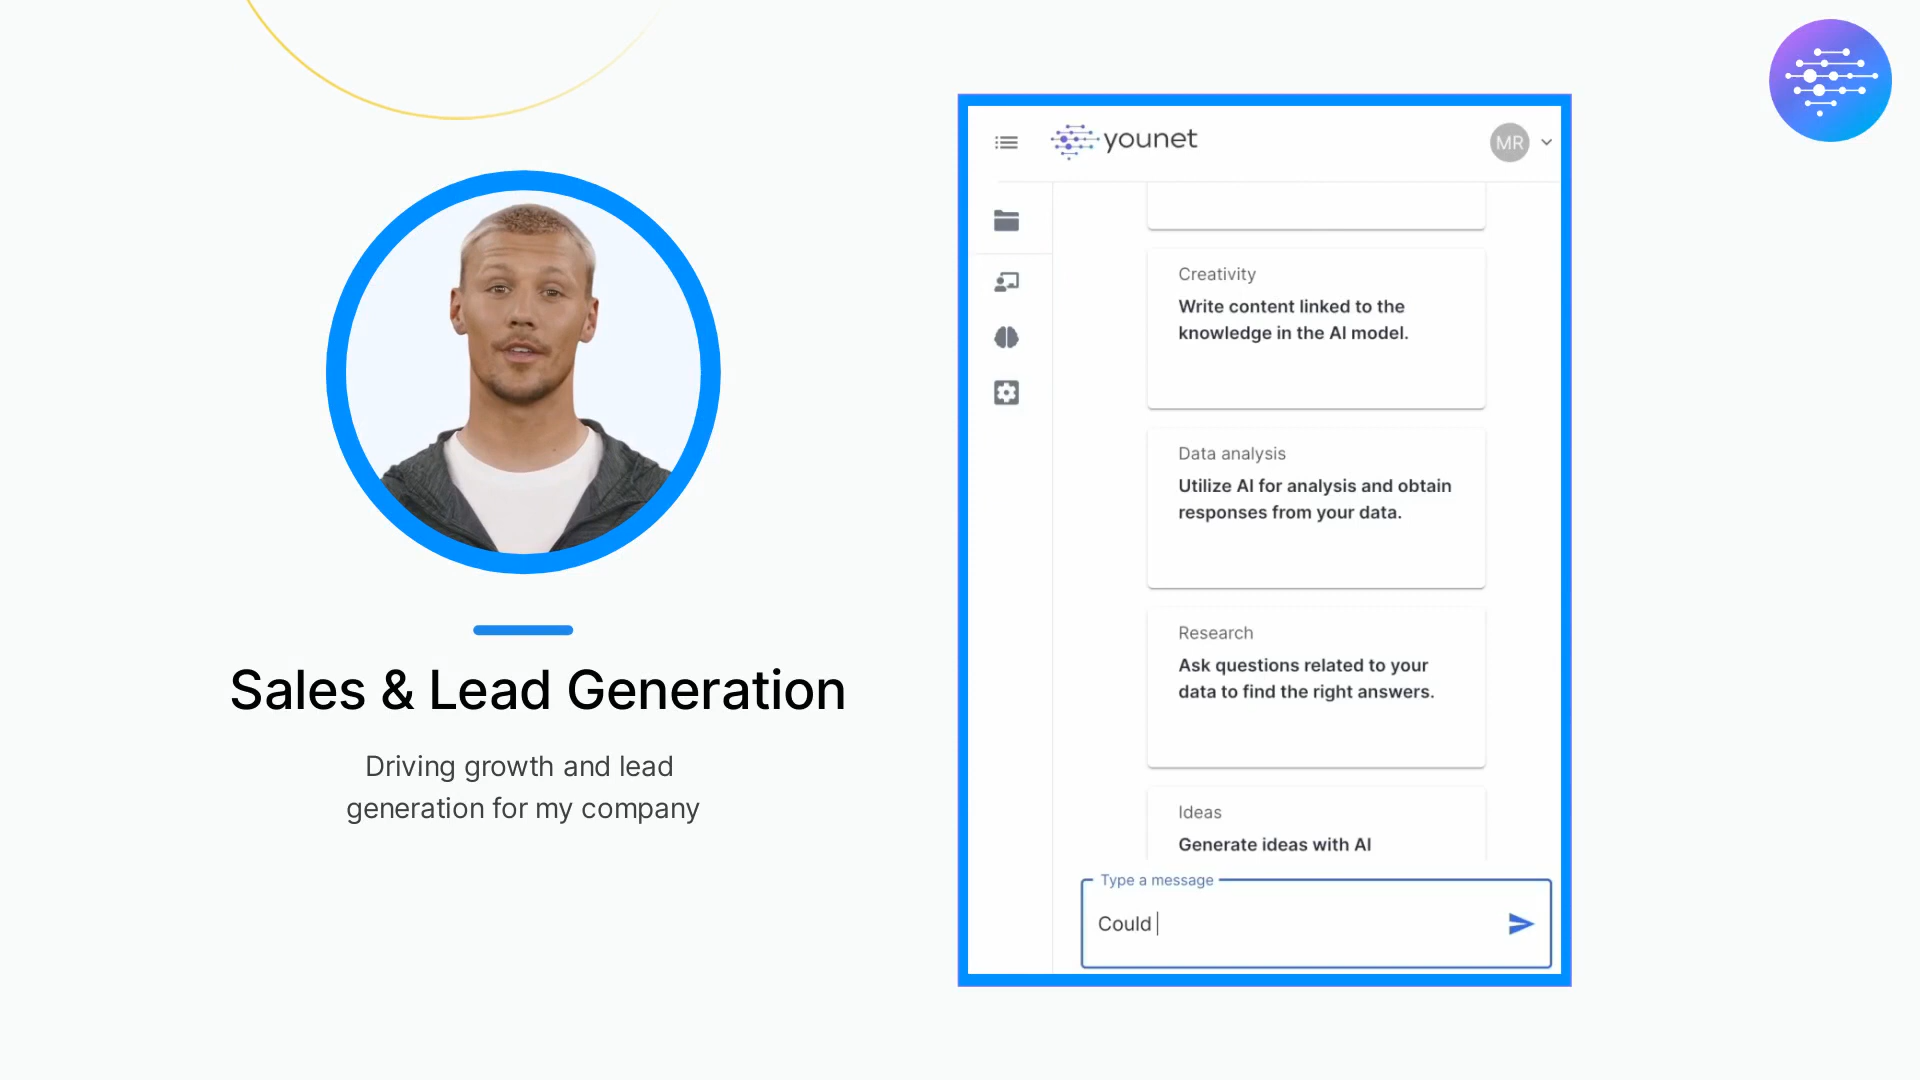 Sales & Lead Generation
Driving growth and lead
generation for my company
younet
MR
Creativity
Write content linked to the
knowledge in the AI model.
Data analysis
Utilize AI for analysis and obtain
responses from your data.
Research
Ask questions related to your
data to find the right answers.
Ideas
Generate ideas with AI
Type a message
Could